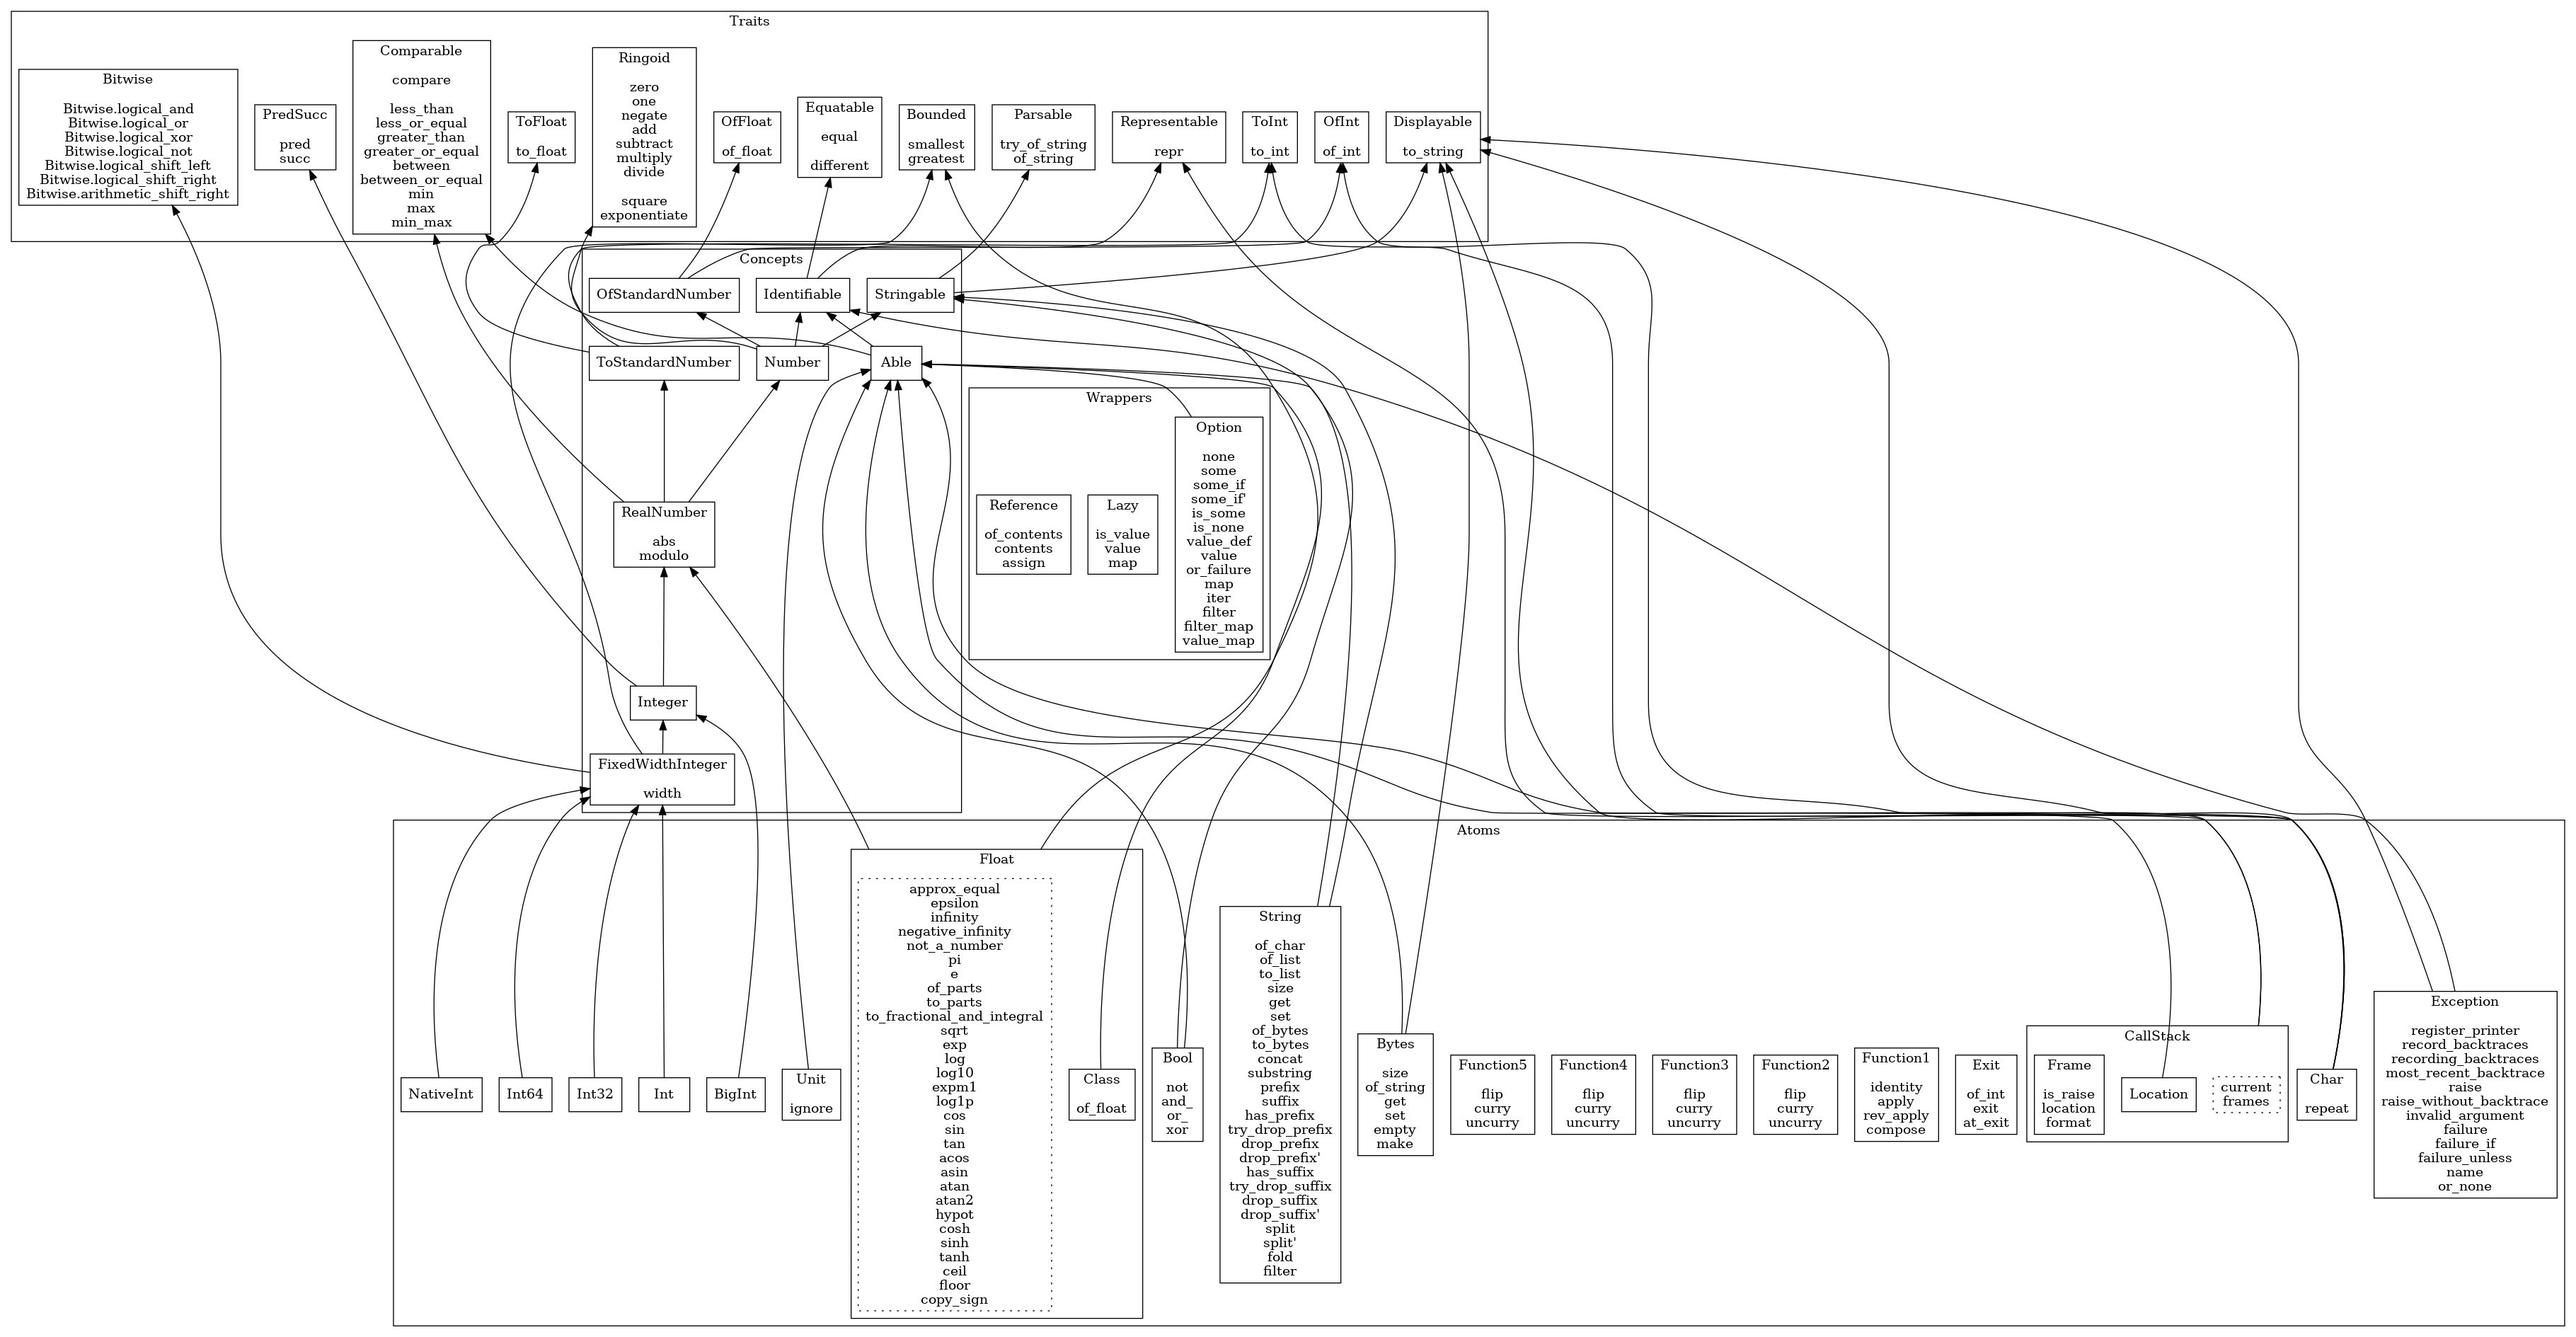 Traits
Bitwise
Bitwise.logical_and
Bitwise.logical_or
Bitwise.logical_xor
Bitwise.logical_not
Bitwise.logical_shift_left
Bitwise.logical_shift_right
Bitwise.arithmetic_shift_right
PredSucc
pred
succ
Comparable
compare
less_than
less_or_equal
greater_than
greater_or_equal
between
between_or_equal
min
max
min_max
ToFloat
to_float
Ringoid
zero
one
negate
add
subtract
multiply
divide
square
exponentiate
OfFloat
of_float
Equatable
equal
different
Bounded
smallest
greatest
Parsable
try_of_string
of_string
Representable
repr
ToInt
to_int
OfInt
of_int
Displayable
to_string
Concepts
OfStandardNumber
Identifiable
Stringable
ToStandardNumber
Number
Able
RealNumber
abs
modulo
Integer
FixedWidthInteger
width
Wrappers
Reference
of_contents
contents
assign
Lazy
is_value
value
map
Option
none
some
some_if
some_if'
is_some
is_none
value_def
value
or_failure
map
iter
filter
filter_map
value_map
Atoms
NativeInt
Int64
Int32
Int
BigInt
Unit
ignore
Float
approx_equal
epsilon
infinity
negative_infinity
not_a_number
pi
e
of_parts
to_parts
to_fractional_and_integral
sqrt
exp
log
log10
expm1
log1p
cos
sin
tan
acos
asin
atan
atan2
hypot
cosh
sinh
tanh
ceil
floor
copy_sign
Class
of_float
Bool
not
and_
or_
xor
String
of_char
of_list
to_list
size
get
set
of_bytes
to_bytes
concat
substring
prefix
suffix
has_prefix
try_drop_prefix
drop_prefix
drop_prefix'
has_suffix
try_drop_suffix
drop_suffix
drop_suffix'
split
split'
fold
filter
Bytes
size
of_string
get
set
empty
make
Function5
flip
curry
uncurry
Function4
flip
curry
uncurry
Function3
flip
curry
uncurry
Function2
flip
curry
uncurry
Function1
identity
apply
rev_apply
compose
Exit
of_int
exit
at_exit
CallStack
Frame
is_raise
location
format
Location
current
frames
Char
repeat
Exception
register_printer
record_backtraces
recording_backtraces
most_recent_backtrace
raise
raise_without_backtrace
invalid_argument
failure
failure_if
failure_unless
name
or_none